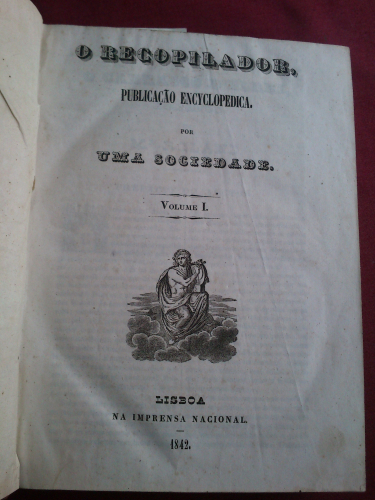 O RECOPILADOR,
PUBLICAÇÃO ENCYCLOPEDICA.
POR
UMA SOCIEDADE.
VOLUME I.
LISBOA
NA IMPRENSA NACIONAL.
1842.